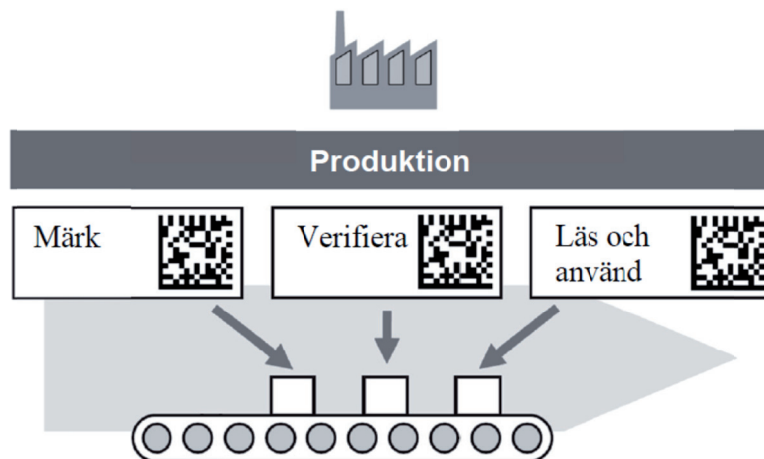 Produktion
Märk
Verifiera
Läs och
använd